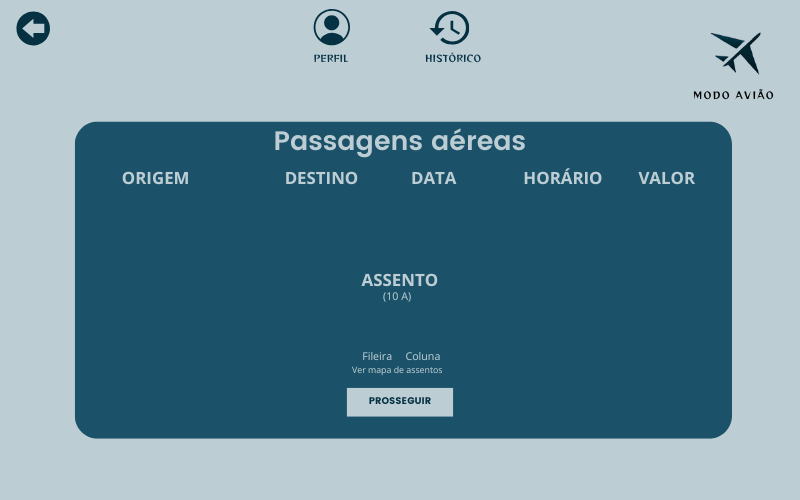 PERFIL
HISTÓRICO
MODO AVIÃO
Passagens aéreas
ORIGEM DESTINO DATA HORÁRIO VALOR
ASSENTO
(10 A)
Fileira Coluna
Ver mapa de assentos
PROSSEGUIR